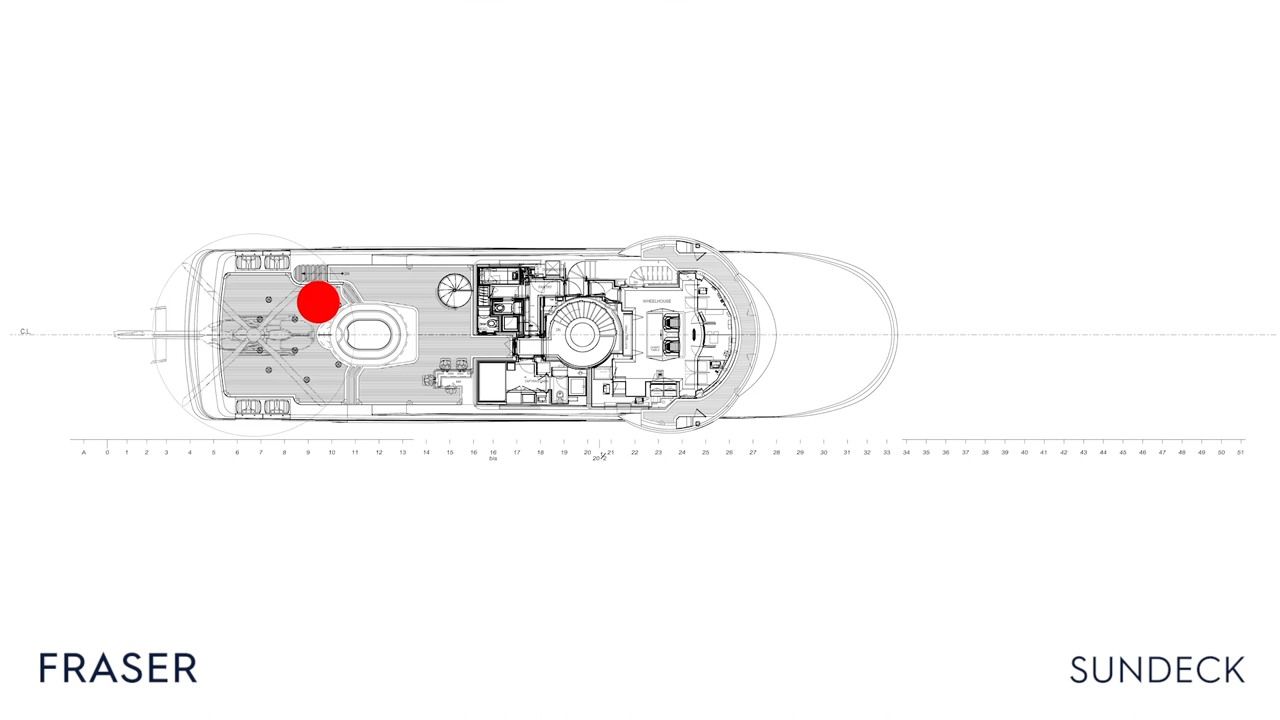 PANTRY
WHEELHOUSE
C.L.
A 0 1 2 3 4 5 6 7 8 9 10 11 12 13 14 15 16 16 17 18 19 20 21 22 23 24 25 26 27 28 29 30 31 32 33 34 35 36 37 38 39 40 41 42 43 44 45 46 47 48 49 50 51
bis
FRASER
SUNDECK